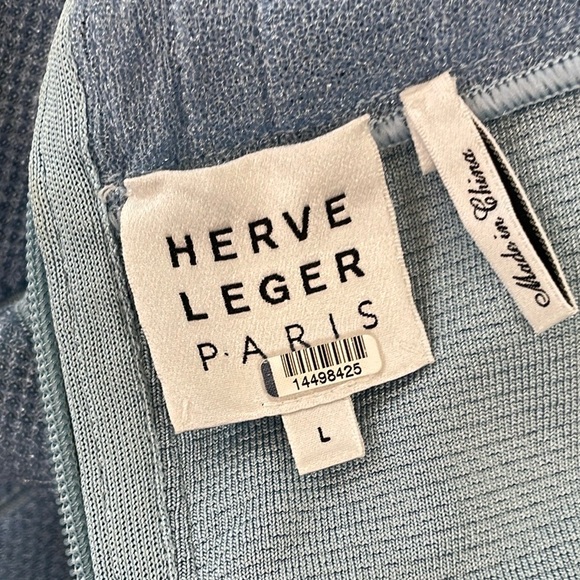 HERVE
LEGER
PARIS
14498425
L
Made in China